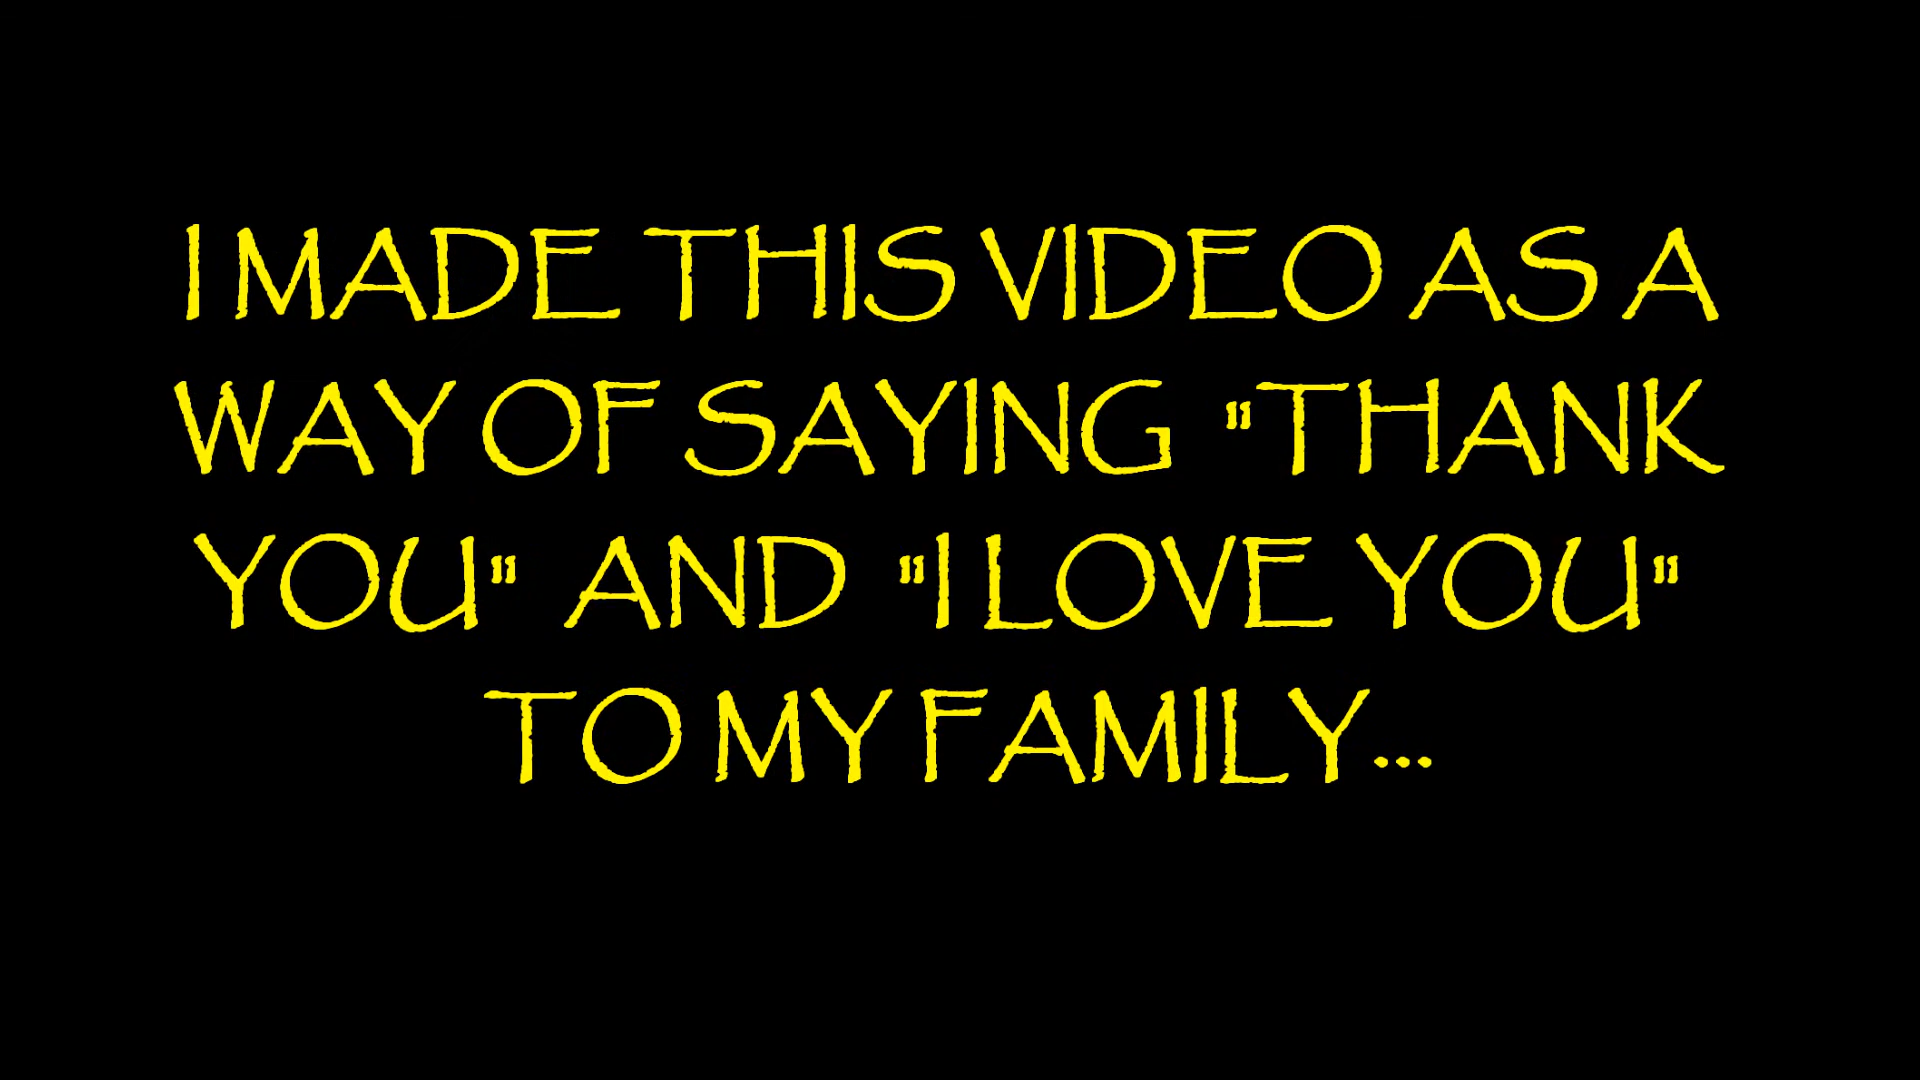 I MADE THIS VIDEO AS A
WAY OF SAYING "THANK
YOU" AND "I LOVE YOU"
TO MY FAMILY...